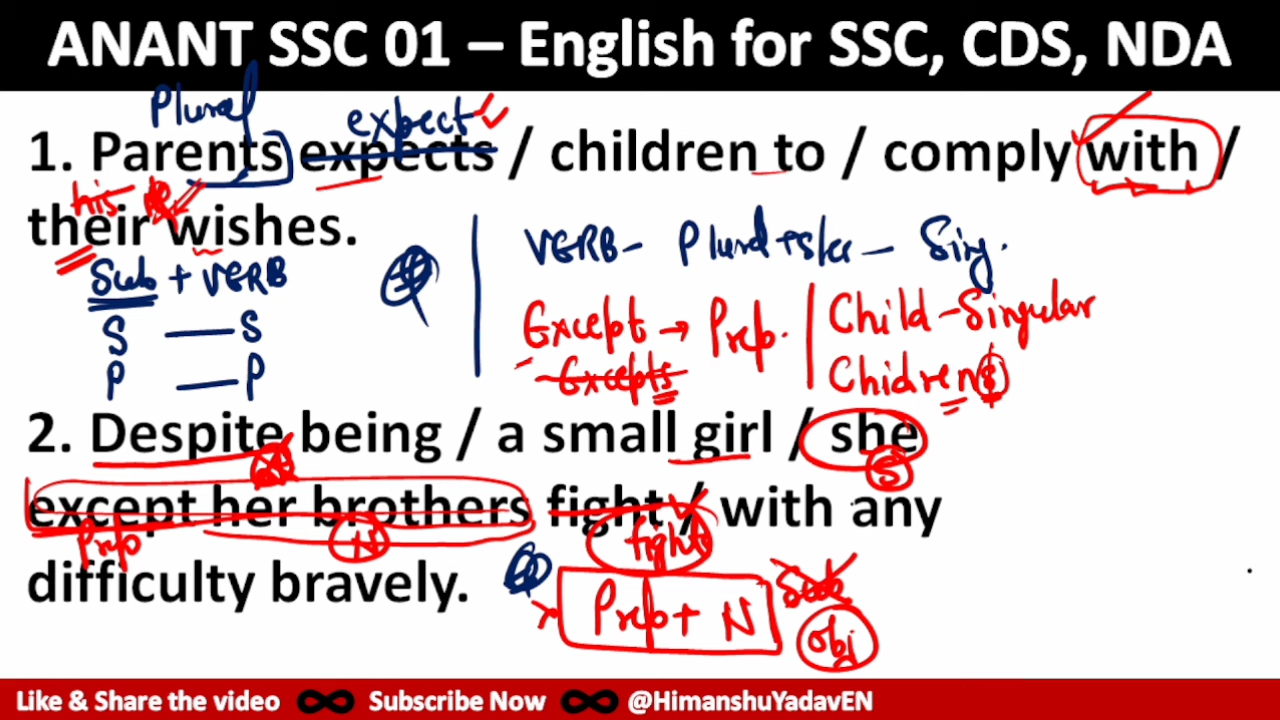 ANANT SSC 01 – English for SSC, CDS, NDA
Plural
expect
1. Parents expects / children to / comply with /
his
their wishes.
VERB – Plural + s/es – Sing.
Sub + VERB
S — S
Except → Prep. | Child – Singular
P — P
Excepts
Chidrens
2. Despite being / a small girl / she
S
except her brothers fight / with any
Prep
N
fights
difficulty bravely.
Prep + N
Sub
obj
Like & Share the video
Subscribe Now
@HimanshuYadavEN